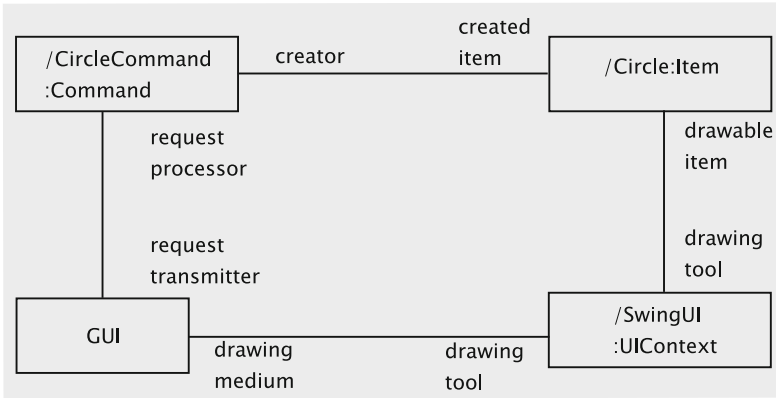 /CircleCommand
:Command
creator
created
item
/Circle:Item
request
processor
drawable
item
request
transmitter
drawing
tool
GUI
drawing
medium
drawing
tool
/SwingUI
:UIContext